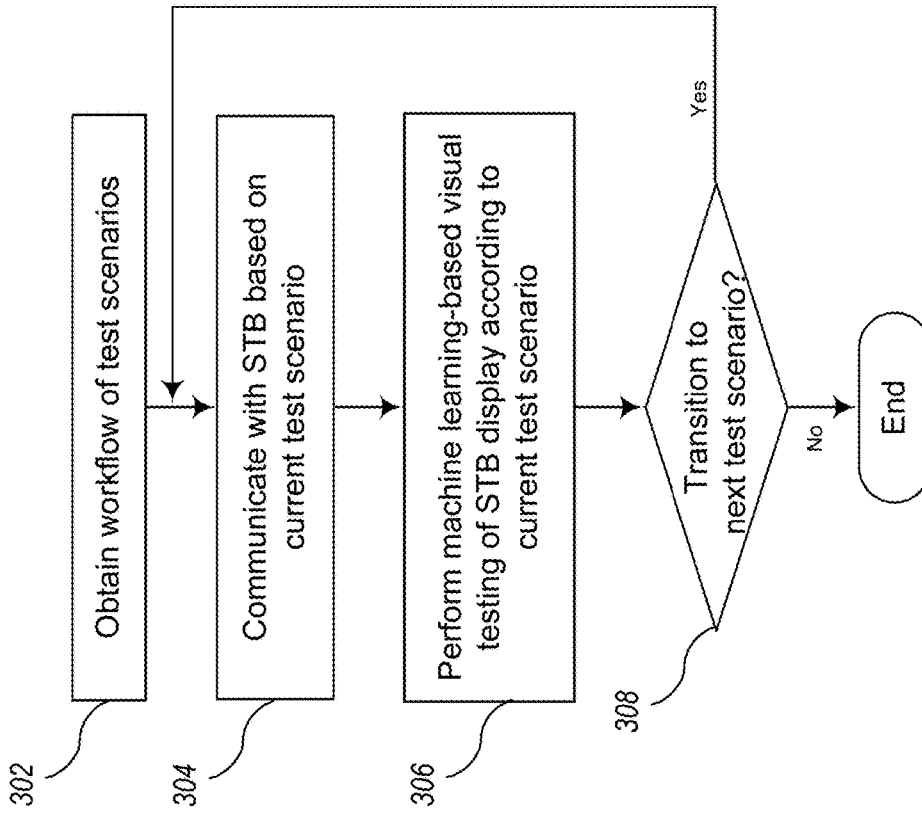 302
Obtain workflow of test scenarios
304
Communicate with STB based on
current test scenario
306
Perform machine learning-based visual
testing of STB display according to
current test scenario
308
Transition to
next test scenario?
Yes
No
End